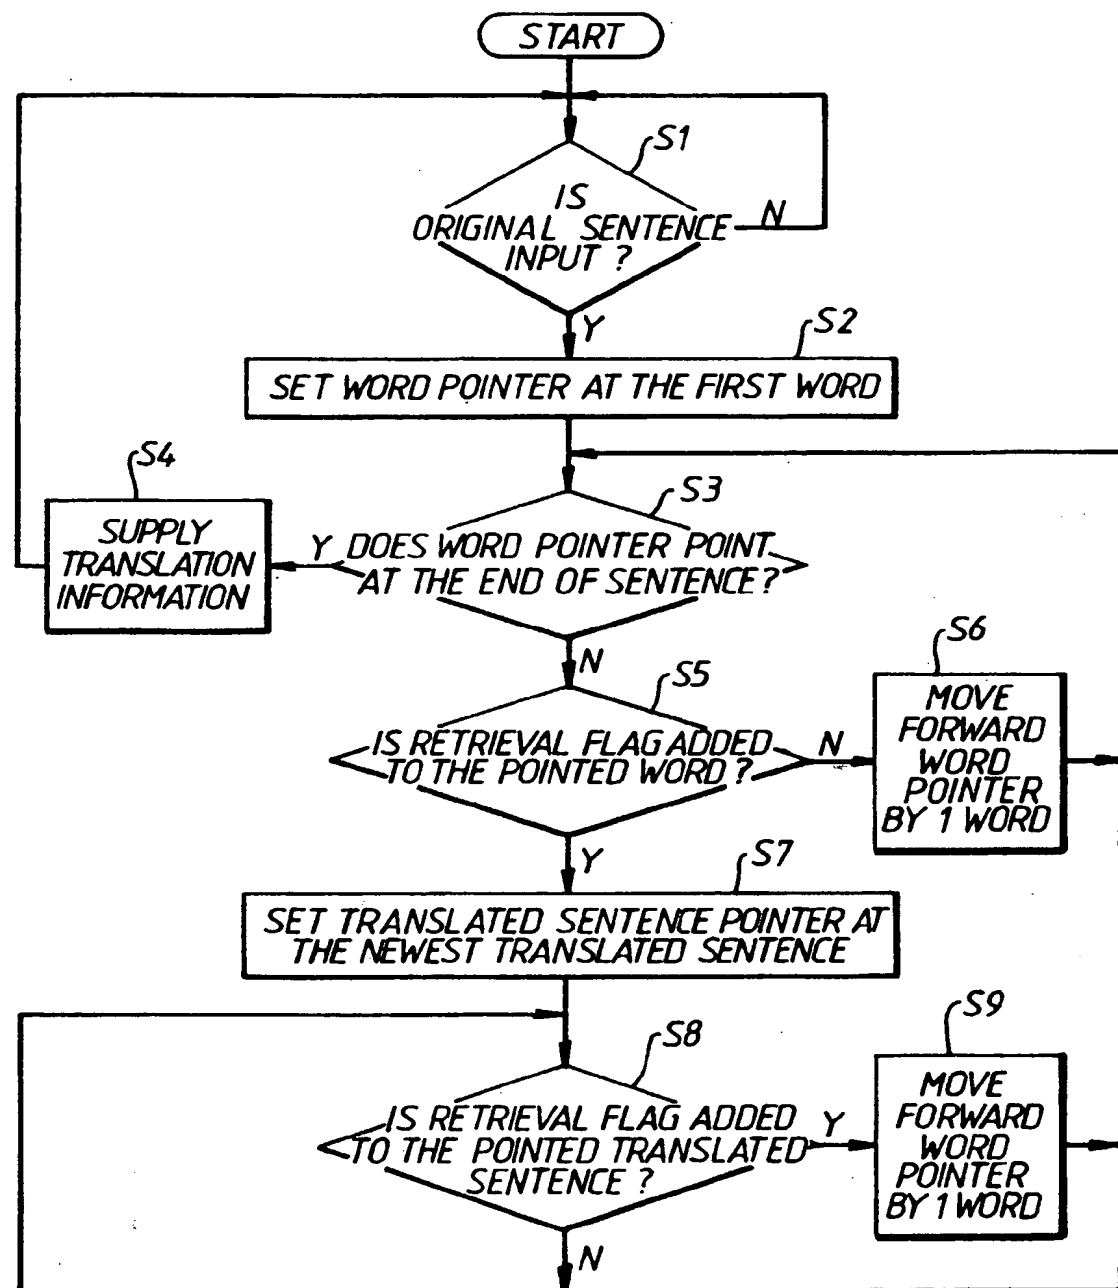 START
S1
IS
ORIGINAL SENTENCE
INPUT ?
N
Y
S2
SET WORD POINTER AT THE FIRST WORD
S4
SUPPLY
TRANSLATION
INFORMATION
S3
Y
DOES WORD POINTER POINT
AT THE END OF SENTENCE?
N
S5
IS RETRIEVAL FLAG ADDED
TO THE POINTED WORD ?
N
S6
MOVE
FORWARD
WORD
POINTER
BY 1 WORD
Y
S7
SET TRANSLATED SENTENCE POINTER AT
THE NEWEST TRANSLATED SENTENCE
S8
IS RETRIEVAL FLAG ADDED
TO THE POINTED TRANSLATED
SENTENCE ?
Y
S9
MOVE
FORWARD
WORD
POINTER
BY 1 WORD
N